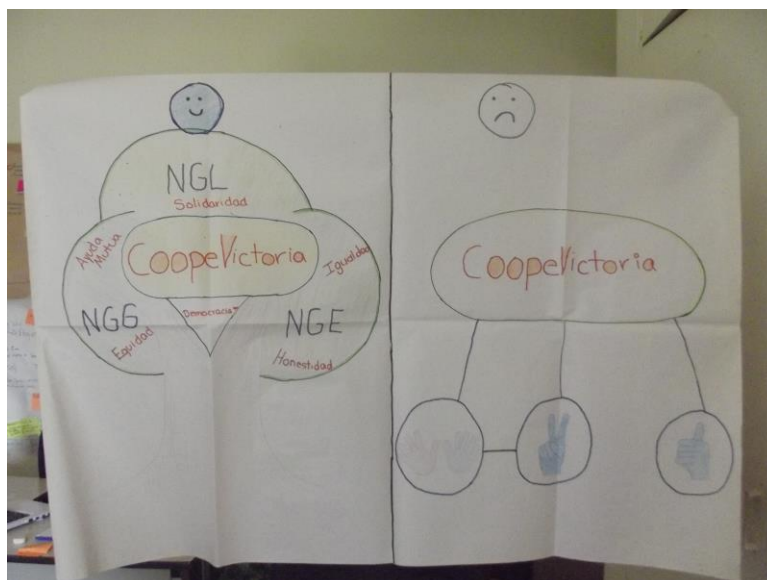 NGL
Solidaridad
Ayuda
Mutua
CoopeVictoria
Igualdad
NGG
Equidad
Democracia
NGE
Honestidad
CoopeVictoria